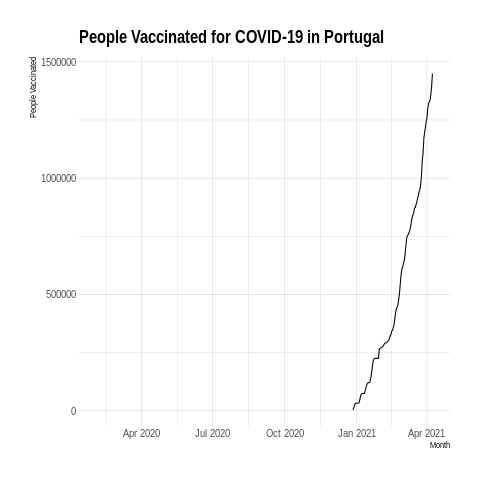 People Vaccinated for COVID-19 in Portugal
People Vaccinated
1500000
1000000
500000
0
Apr 2020 Jul 2020 Oct 2020 Jan 2021 Apr 2021
Month